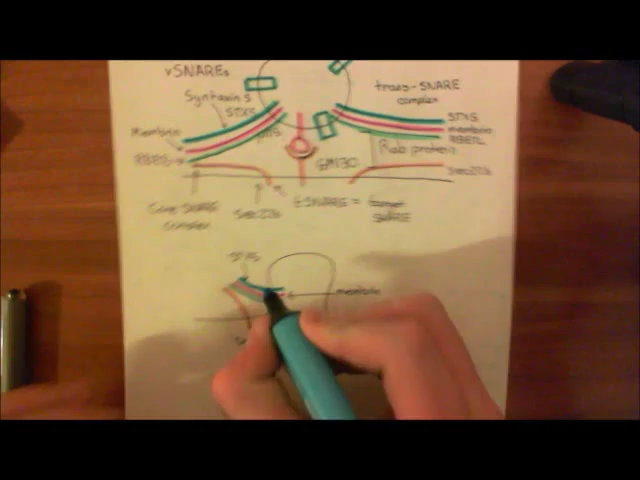 vSNAREs
trans-SNARE
complex
Syntaxin 5
STX5
STX5
membrin
Membrin
Rab protein
GM130
Sec22b
Core SNARE
complex
Sec22b
tSNARE = target
SNARE
STX5
membrin